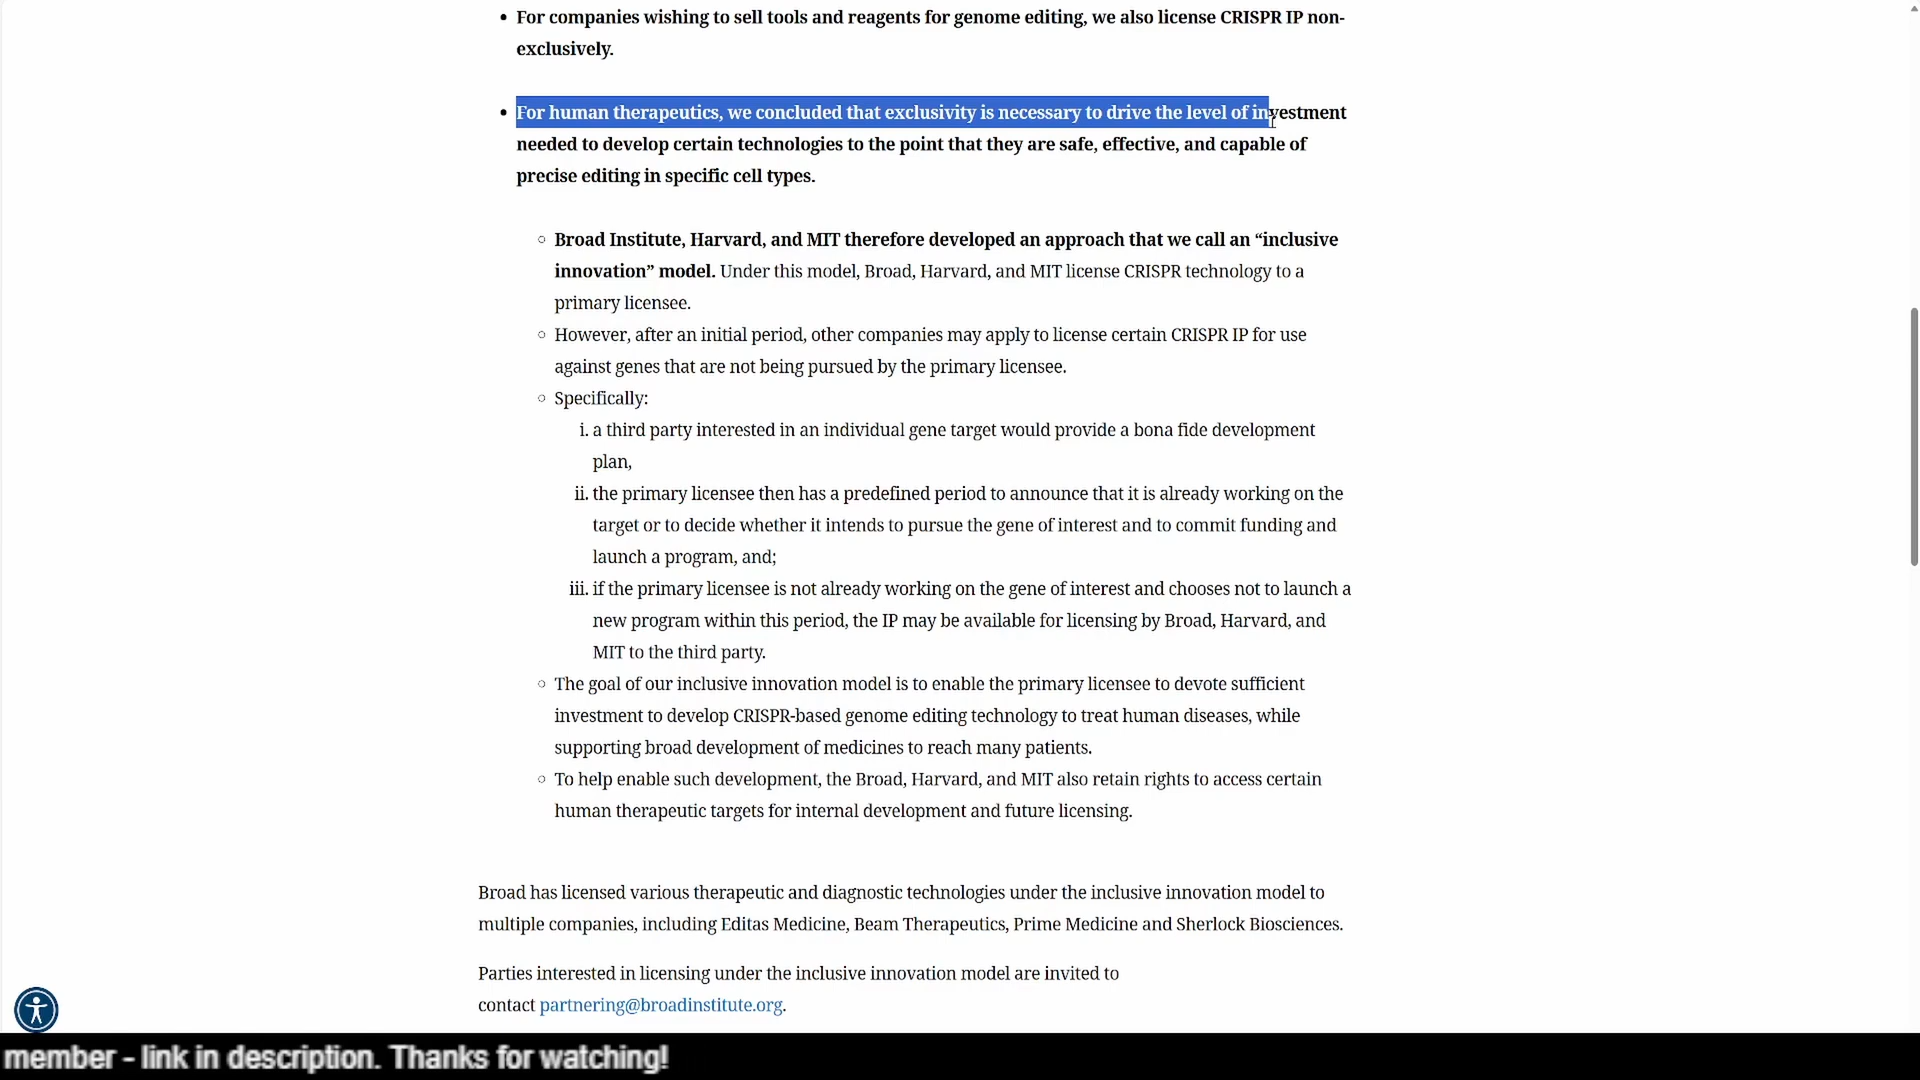 • For companies wishing to sell tools and reagents for genome editing, we also license CRISPR IP non-
exclusively.
• For human therapeutics, we concluded that exclusivity is necessary to drive the level of investment
needed to develop certain technologies to the point that they are safe, effective, and capable of
precise editing in specific cell types.
◦ Broad Institute, Harvard, and MIT therefore developed an approach that we call an “inclusive
innovation” model. Under this model, Broad, Harvard, and MIT license CRISPR technology to a
primary licensee.
◦ However, after an initial period, other companies may apply to license certain CRISPR IP for use
against genes that are not being pursued by the primary licensee.
◦ Specifically:
i. a third party interested in an individual gene target would provide a bona fide development
plan,
ii. the primary licensee then has a predefined period to announce that it is already working on the
target or to decide whether it intends to pursue the gene of interest and to commit funding and
launch a program, and;
iii. if the primary licensee is not already working on the gene of interest and chooses not to launch a
new program within this period, the IP may be available for licensing by Broad, Harvard, and
MIT to the third party.
◦ The goal of our inclusive innovation model is to enable the primary licensee to devote sufficient
investment to develop CRISPR-based genome editing technology to treat human diseases, while
supporting broad development of medicines to reach many patients.
◦ To help enable such development, the Broad, Harvard, and MIT also retain rights to access certain
human therapeutic targets for internal development and future licensing.
Broad has licensed various therapeutic and diagnostic technologies under the inclusive innovation model to
multiple companies, including Editas Medicine, Beam Therapeutics, Prime Medicine and Sherlock Biosciences.
Parties interested in licensing under the inclusive innovation model are invited to
contact partnering@broadinstitute.org.
member - link in description. Thanks for watching!